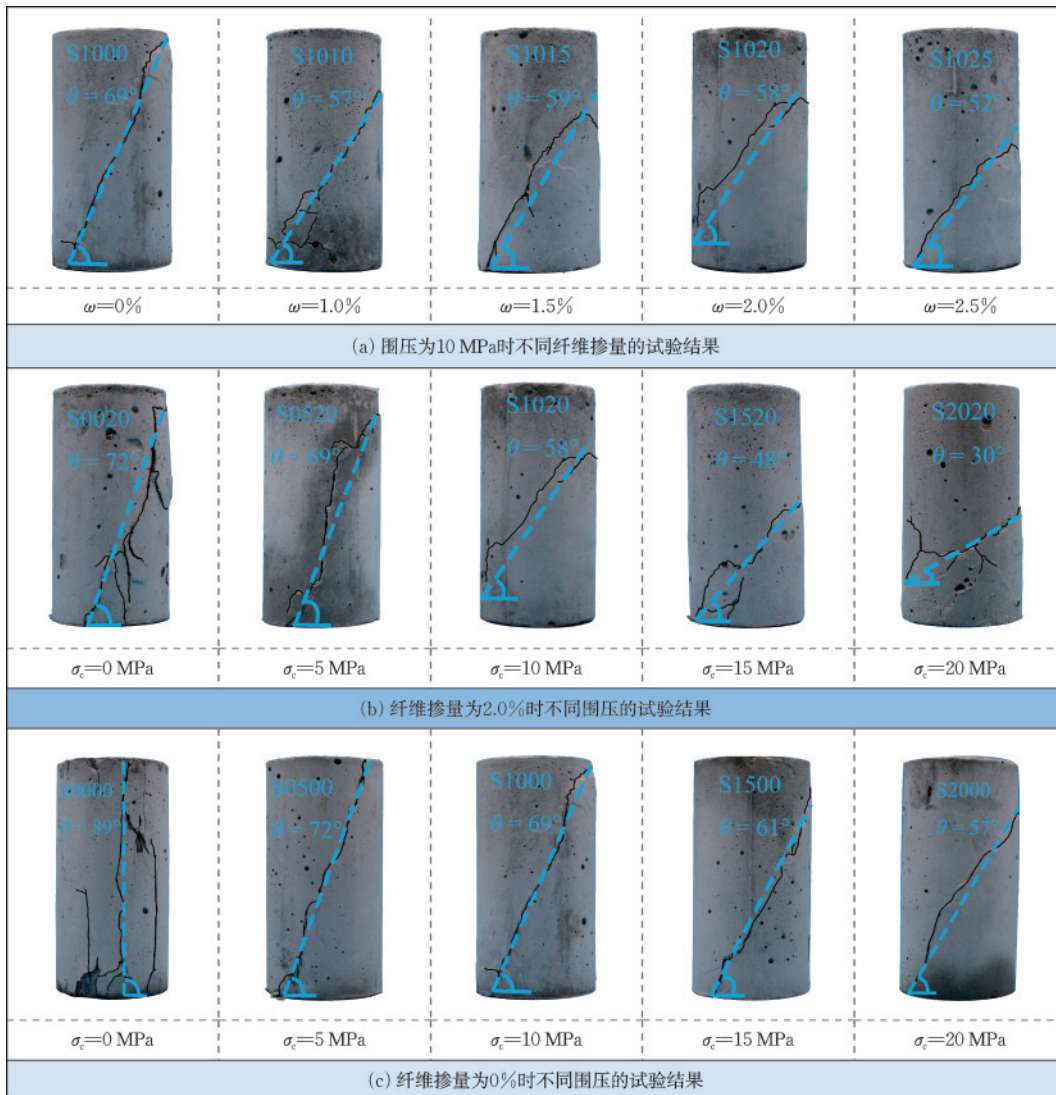 S1000
θ = 69°
S1010
θ = 57°
S1015
θ = 59°
S1020
θ = 58°
S1025
θ = 52°
ω=0%
ω=1.0%
ω=1.5%
ω=2.0%
ω=2.5%
(a) 围压为10 MPa时不同纤维掺量的试验结果
S0020
θ = 72°
S0520
θ = 69°
S1020
θ = 58°
S1520
θ = 48°
S2020
θ = 30°
σc=0 MPa
σc=5 MPa
σc=10 MPa
σc=15 MPa
σc=20 MPa
(b) 纤维掺量为2.0%时不同围压的试验结果
S0000
θ = 89°
S0500
θ = 72°
S1000
θ = 69°
S1500
θ = 61°
S2000
θ = 57°
σc=0 MPa
σc=5 MPa
σc=10 MPa
σc=15 MPa
σc=20 MPa
(c) 纤维掺量为0%时不同围压的试验结果